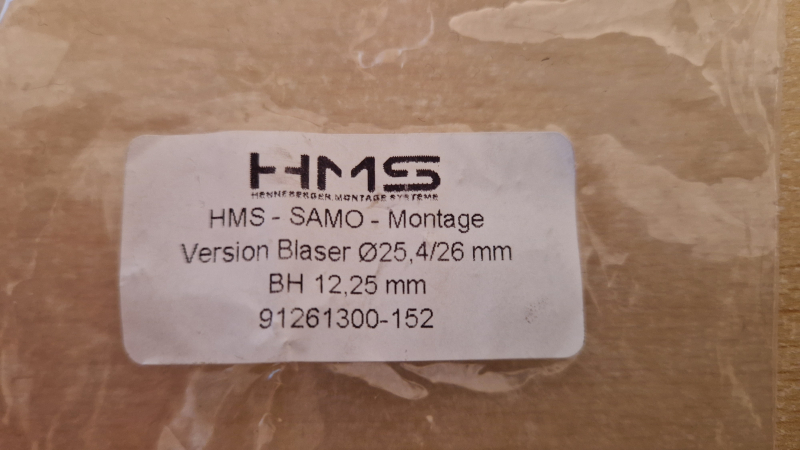 HMS
HENNEBERGER MONTAGE SYSTEME
HMS - SAMO - Montage
Version Blaser Ø25,4/26 mm
BH 12,25 mm
91261300-152